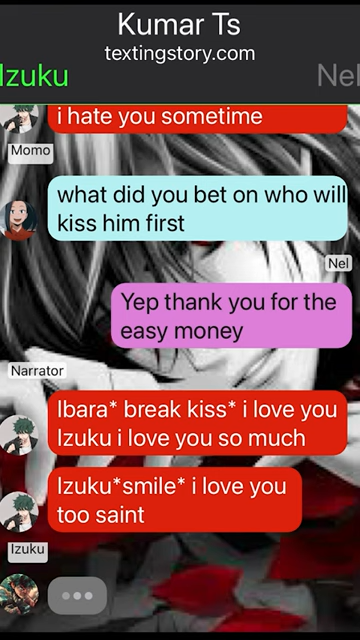 Kumar Ts
textingstory.com
Izuku
Nel
i hate you sometime
Momo
what did you bet on who will
kiss him first
Nel
Yep thank you for the
easy money
Narrator
Ibara* break kiss* i love you
Izuku i love you so much
Izuku*smile* i love you
too saint
Izuku